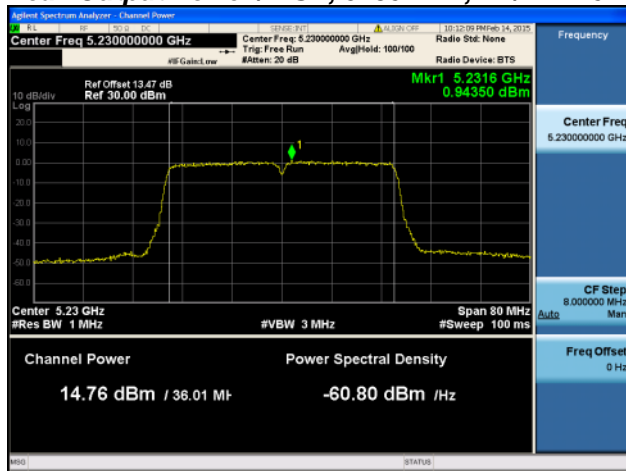 Agilent Spectrum Analyzer - Channel Power
RL RF 50 Ω DC SENSE:INT ALIGN OFF 10:12:09 PM Feb 14, 2015
Center Freq 5.230000000 GHz
Center Freq: 5.230000000 GHz
Radio Std: None
Trig: Free Run Avg|Hold: 100/100
#IFGain:Low #Atten: 20 dB Radio Device: BTS
Frequency
Ref Offset 13.47 dB
Mkr1 5.2316 GHz
10 dB/div Ref 30.00 dBm 0.94350 dBm
Log
20.0
10.0
0.00
-10.0
-20.0
-30.0
-40.0
-50.0
-60.0
1
Center 5.23 GHz Span 80 MHz
#Res BW 1 MHz #VBW 3 MHz #Sweep 100 ms
Channel Power Power Spectral Density
14.76 dBm / 36.01 MH -60.80 dBm /Hz
Center Freq
5.230000000 GHz
CF Step
8.000000 MHz
Auto Man
Freq Offset
0 Hz
MSG STATUS